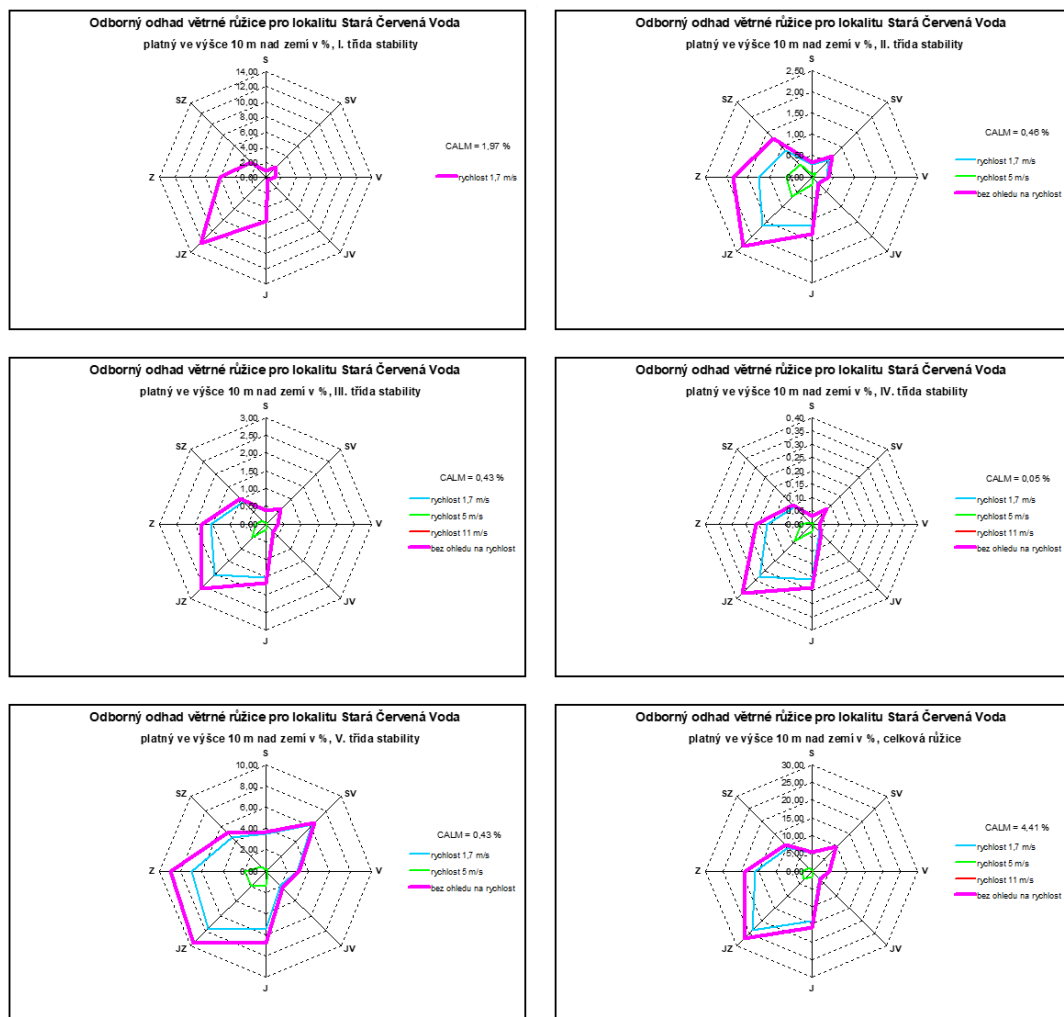 Odborný odhad větrné růžice pro lokalitu Stará Červená Voda
platný ve výšce 10 m nad zemí v %, I. třída stability
S
14,00
12,00
10,00
8,00
6,00
4,00
2,00
0,00
SZ
SV
Z
V
JZ
JV
J
CALM = 1,97 %
rychlost 1,7 m/s
Odborný odhad větrné růžice pro lokalitu Stará Červená Voda
platný ve výšce 10 m nad zemí v %, II. třída stability
S
2,50
2,00
1,50
1,00
0,50
0,00
SZ
SV
Z
V
JZ
JV
J
CALM = 0,46 %
rychlost 1,7 m/s
rychlost 5 m/s
bez ohledu na rychlost
Odborný odhad větrné růžice pro lokalitu Stará Červená Voda
platný ve výšce 10 m nad zemí v %, III. třída stability
S
3,00
2,50
2,00
1,50
1,00
0,50
0,00
SZ
SV
Z
V
JZ
JV
J
CALM = 0,43 %
rychlost 1,7 m/s
rychlost 5 m/s
rychlost 11 m/s
bez ohledu na rychlost
Odborný odhad větrné růžice pro lokalitu Stará Červená Voda
platný ve výšce 10 m nad zemí v %, IV. třída stability
S
0,40
0,35
0,30
0,25
0,20
0,15
0,10
0,05
0,00
SZ
SV
Z
V
JZ
JV
J
CALM = 0,05 %
rychlost 1,7 m/s
rychlost 5 m/s
rychlost 11 m/s
bez ohledu na rychlost
Odborný odhad větrné růžice pro lokalitu Stará Červená Voda
platný ve výšce 10 m nad zemí v %, V. třída stability
S
10,00
8,00
6,00
4,00
2,00
0,00
SZ
SV
Z
V
JZ
JV
J
CALM = 0,43 %
rychlost 1,7 m/s
rychlost 5 m/s
bez ohledu na rychlost
Odborný odhad větrné růžice pro lokalitu Stará Červená Voda
platný ve výšce 10 m nad zemí v %, celková růžice
S
30,00
25,00
20,00
15,00
10,00
5,00
0,00
SZ
SV
Z
V
JZ
JV
J
CALM = 4,41 %
rychlost 1,7 m/s
rychlost 5 m/s
rychlost 11 m/s
bez ohledu na rychlost